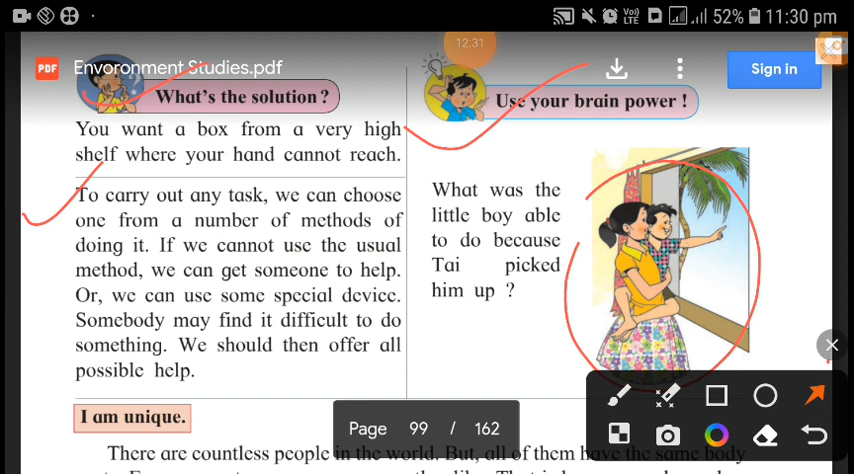 Vo))
LTE
52% 11:30 pm
12:31
PDF
Envoronment Studies.pdf
Sign in
What's the solution?
You want a box from a very high
shelf where your hand cannot reach.
To carry out any task, we can choose
one from a number of methods of
doing it. If we cannot use the usual
method, we can get someone to help.
Or, we can use some special device.
Somebody may find it difficult to do
something. We should then offer all
possible help.
Use your brain power !
What was the
little boy able
to do because
Tai picked
him up ?
I am unique.
Page 99 / 162
There are countless people in the world. But, all of them have the same body